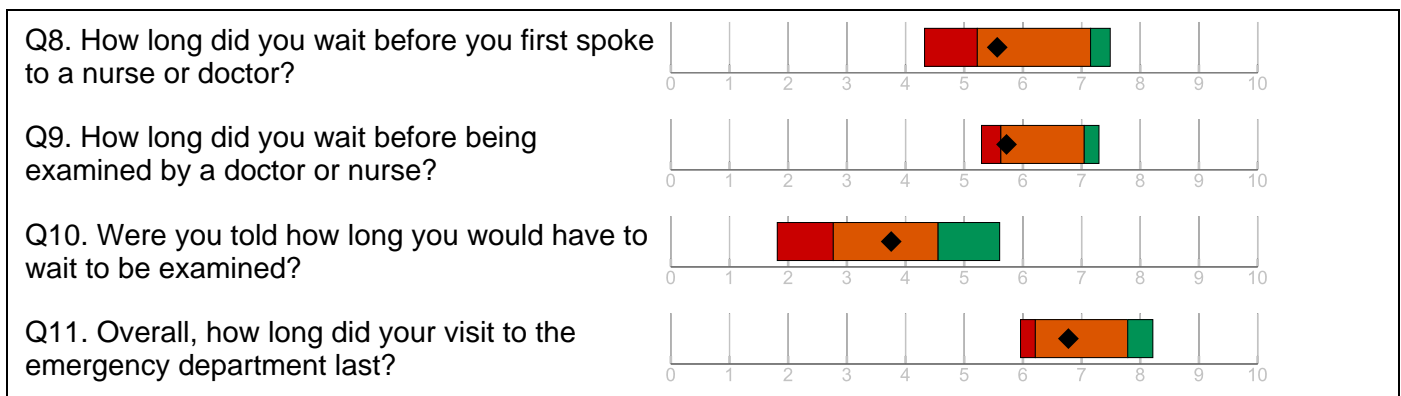 Q8. How long did you wait before you first spoke
to a nurse or doctor?
0 1 2 3 4 5 6 7 8 9 10
Q9. How long did you wait before being
examined by a doctor or nurse?
0 1 2 3 4 5 6 7 8 9 10
Q10. Were you told how long you would have to
wait to be examined?
0 1 2 3 4 5 6 7 8 9 10
Q11. Overall, how long did your visit to the
emergency department last?
0 1 2 3 4 5 6 7 8 9 10